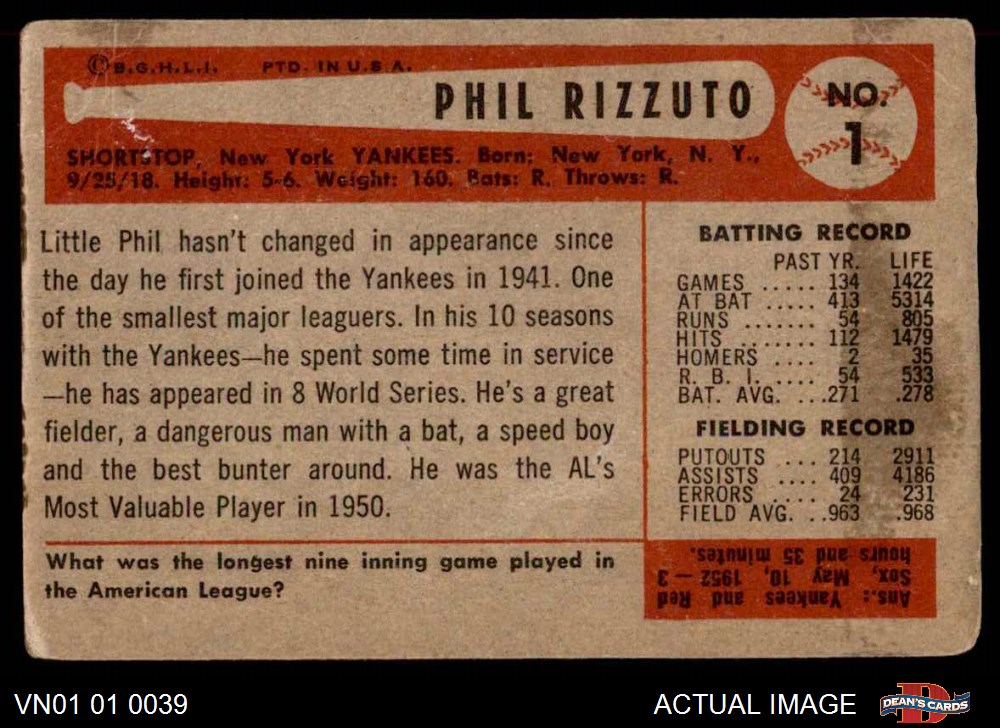 © B.G.H.L.I. PTD. IN U.S.A.
PHIL RIZZUTO
NO.
1
SHORTSTOP, New York YANKEES. Born: New York, N. Y.,
9/25/18. Height: 5-6. Weight: 160. Bats: R. Throws: R.
Little Phil hasn't changed in appearance since
the day he first joined the Yankees in 1941. One
of the smallest major leaguers. In his 10 seasons
with the Yankees—he spent some time in service
—he has appeared in 8 World Series. He's a great
fielder, a dangerous man with a bat, a speed boy
and the best bunter around. He was the AL's
Most Valuable Player in 1950.
BATTING RECORD
PAST YR. LIFE
GAMES ..... 134 1422
AT BAT ..... 413 5314
RUNS ....... 54 805
HITS ....... 112 1479
HOMERS .... 2 35
R. B. I. .... 54 533
BAT. AVG. ...271 .278
FIELDING RECORD
PUTOUTS ... 214 2911
ASSISTS .... 409 4186
ERRORS .... 24 231
FIELD AVG. ..963 .968
What was the longest nine inning game played in
the American League?
Ans.: Yankees and Red
Sox, May 10, 1952 — 3
hours and 35 minutes.
VN01 01 0039
ACTUAL IMAGE
D
DEAN'S CARDS